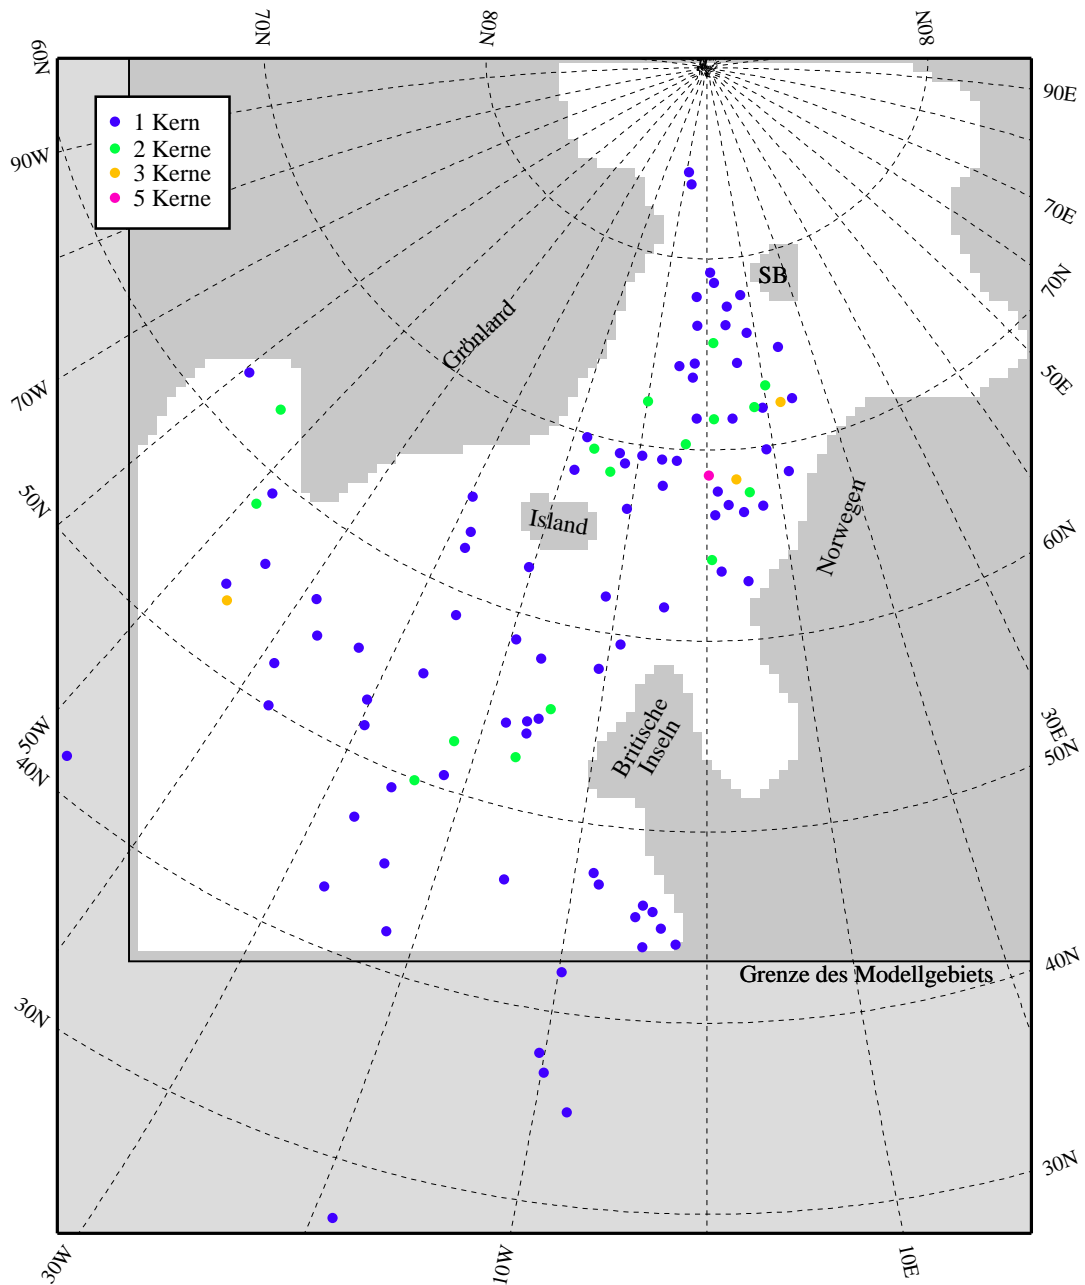 70N
80N
80N
60N
90E
90W
1 Kern
2 Kerne
3 Kerne
5 Kerne
70E
70N
SB
Grönland
50E
70W
50N
Island
Norwegen
60N
50W
40N
Britische
Inseln
30E
50N
40N
Grenze des Modellgebiets
30N
30N
30W
10W
10E